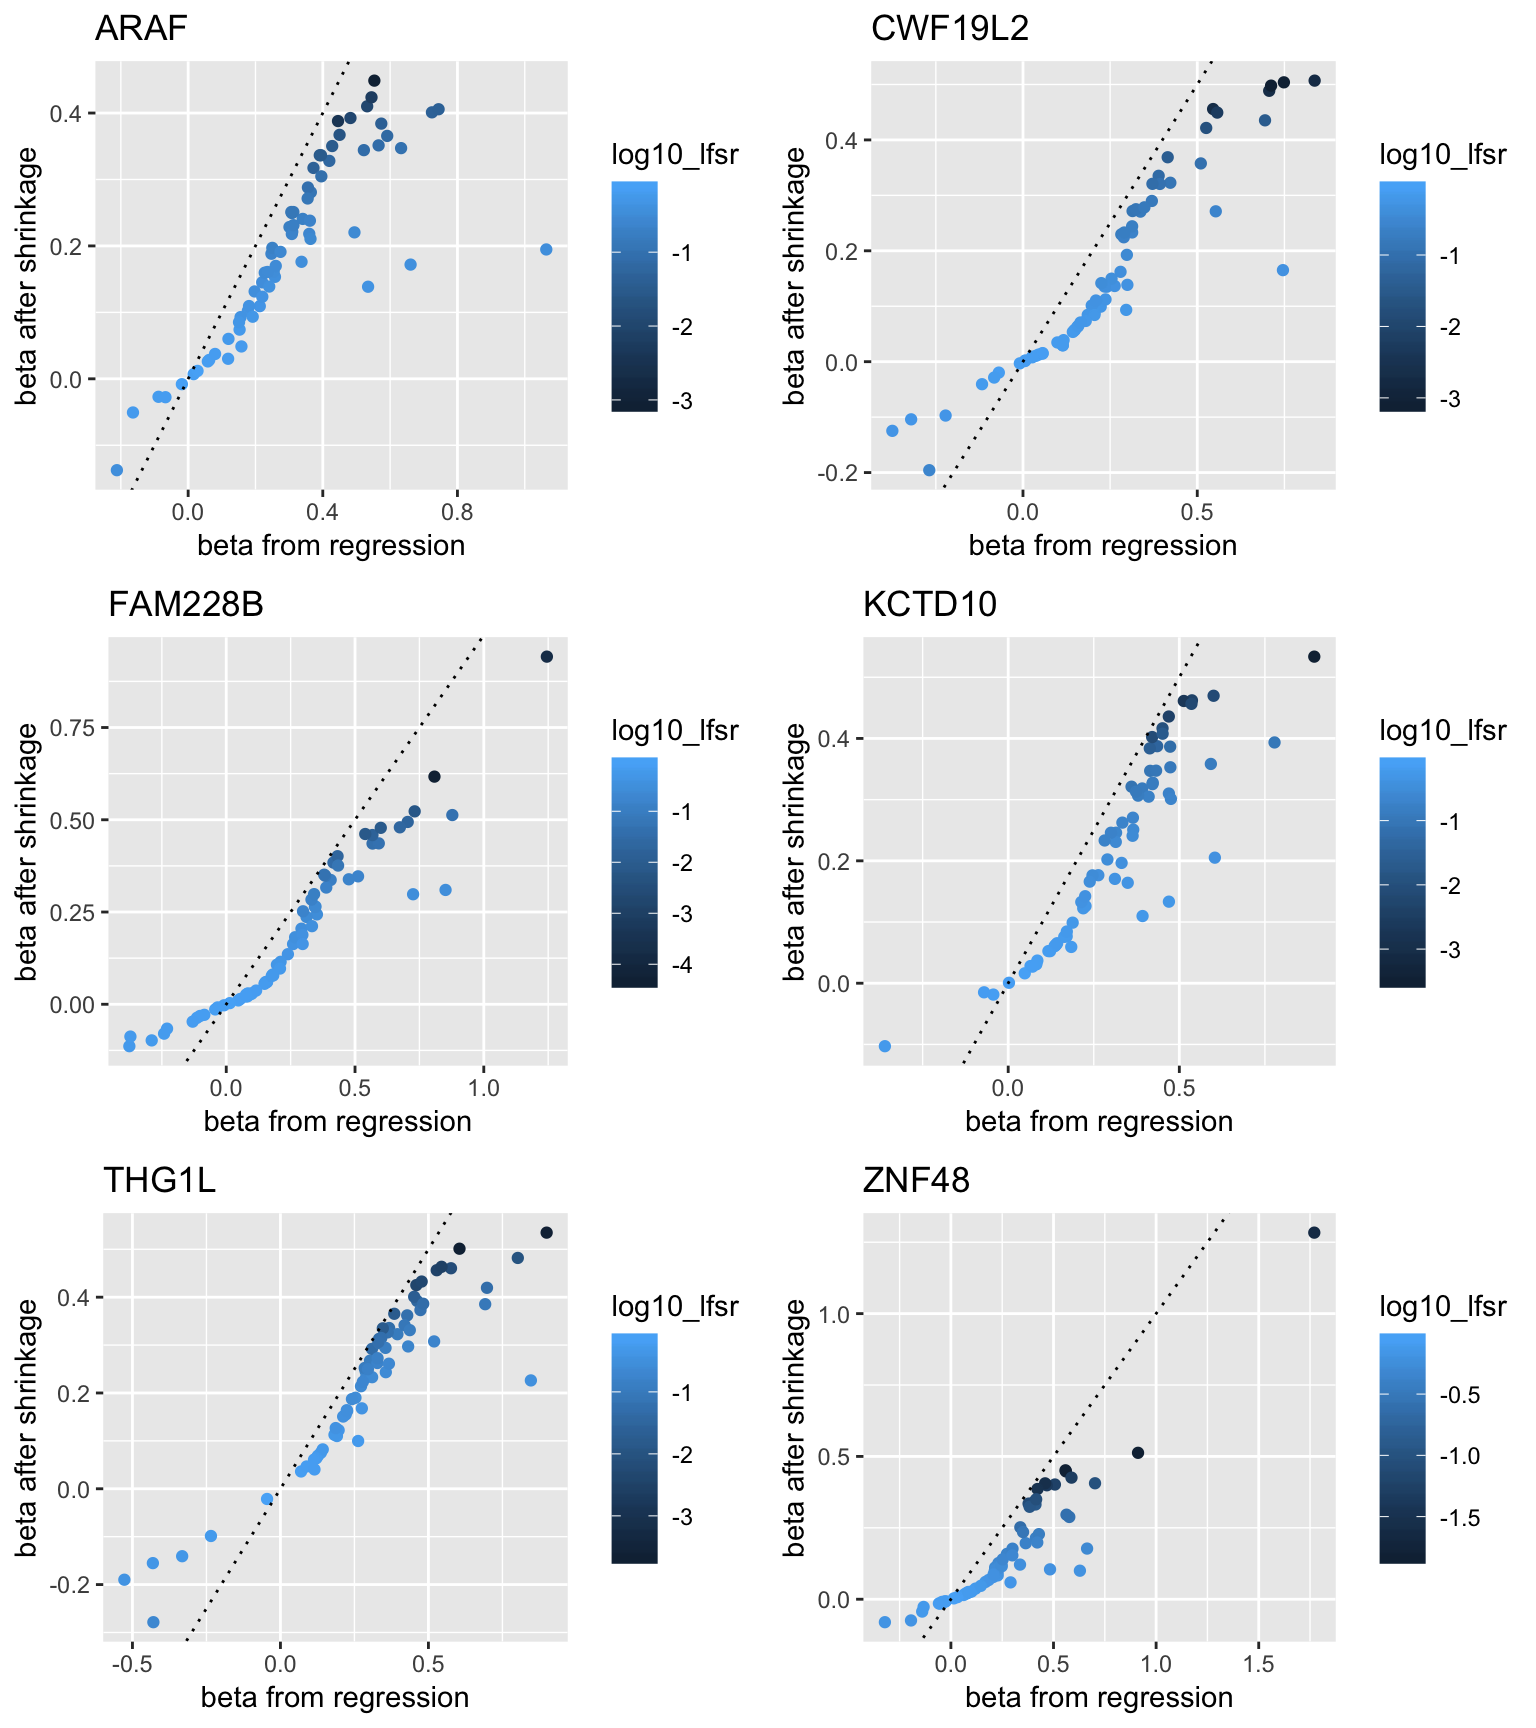 ARAF
0.4
0.2
0.0
0.0 0.4 0.8
beta from regression
beta after shrinkage
log10_lfsr
-1
-2
-3
CWF19L2
0.4
0.2
0.0
-0.2
0.0 0.5
beta from regression
beta after shrinkage
log10_lfsr
-1
-2
-3
FAM228B
0.75
0.50
0.25
0.00
0.0 0.5 1.0
beta from regression
beta after shrinkage
log10_lfsr
-1
-2
-3
-4
KCTD10
0.4
0.2
0.0
0.0 0.5
beta from regression
beta after shrinkage
log10_lfsr
-1
-2
-3
THG1L
0.4
0.2
0.0
-0.2
-0.5 0.0 0.5
beta from regression
beta after shrinkage
log10_lfsr
-1
-2
-3
ZNF48
1.0
0.5
0.0
0.0 0.5 1.0 1.5
beta from regression
beta after shrinkage
log10_lfsr
-0.5
-1.0
-1.5